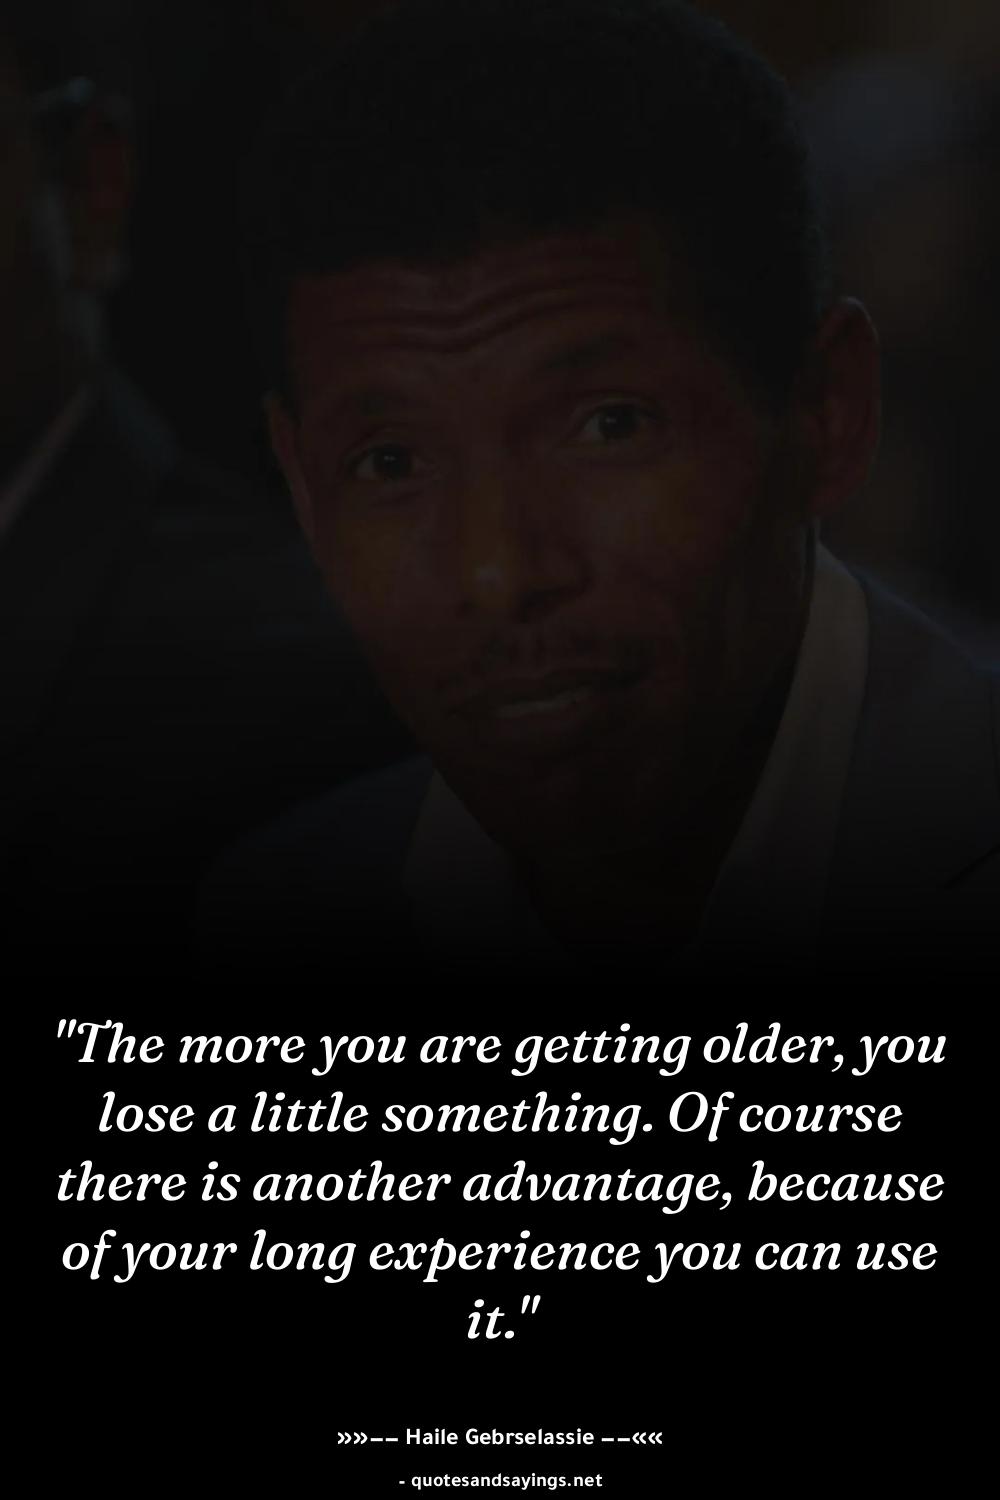 "The more you are getting older, you
lose a little something. Of course
there is another advantage, because
of your long experience you can use
it."
»»–– Haile Gebrselassie ––««
- quotesandsayings.net